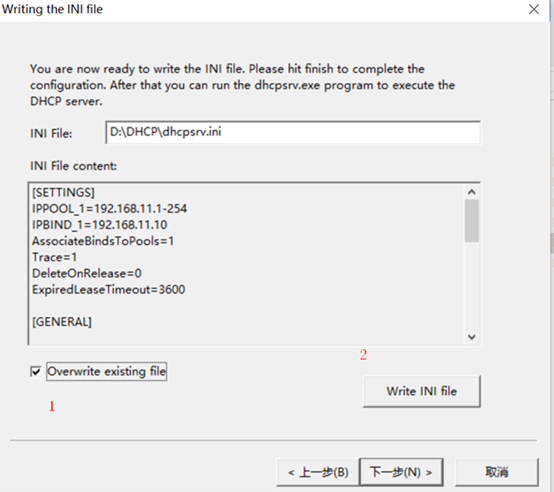 Writing the INI file
You are now ready to write the INI file. Please hit finish to complete the
configuration. After that you can run the dhcpsrv.exe program to execute the
DHCP server.
INI File: D:\DHCP\dhcpsrv.ini
INI File content:
[SETTINGS]
IPPOOL_1=192.168.11.1-254
IPBIND_1=192.168.11.10
AssociateBindsToPools=1
Trace=1
DeleteOnRelease=0
ExpiredLeaseTimeout=3600
[GENERAL]
2
Overwrite existing file
Write INI file
1
< 上一步(B) 下一步(N) > 取消